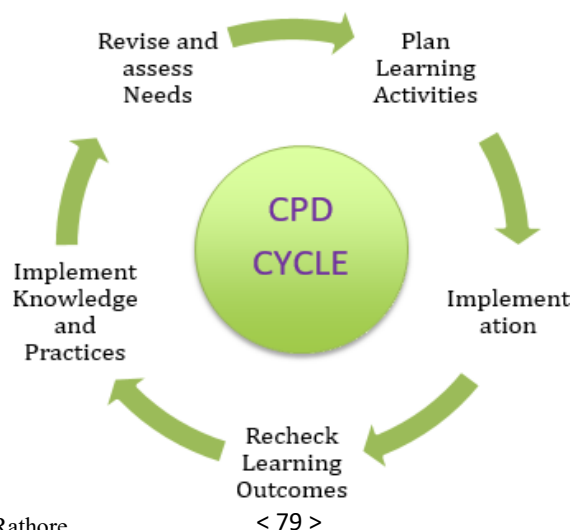 Revise and
assess
Needs
Plan
Learning
Activities
CPD
CYCLE
Implement
ation
Recheck
Learning
Outcomes
Implement
Knowledge
and
Practices
Rathore
< 79 >